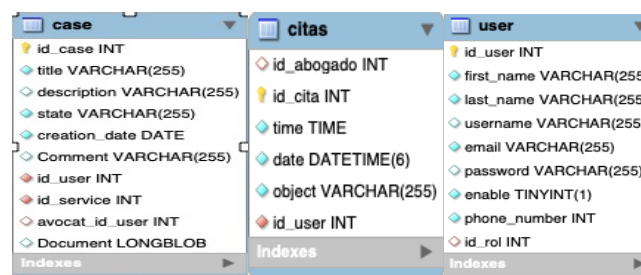 case
id_case INT
title VARCHAR(255)
description VARCHAR(255)
state VARCHAR(255)
creation_date DATE
Comment VARCHAR(255)
id_user INT
id_service INT
avocat_id_user INT
Document LONGBLOB
Indexes
citas
id_abogado INT
id_cita INT
time TIME
date DATETIME(6)
object VARCHAR(255)
id_user INT
Indexes
user
id_user INT
first_name VARCHAR(255
last_name VARCHAR(255
username VARCHAR(255
email VARCHAR(255)
password VARCHAR(255)
enable TINYINT(1)
phone_number INT
id_rol INT
Indexes